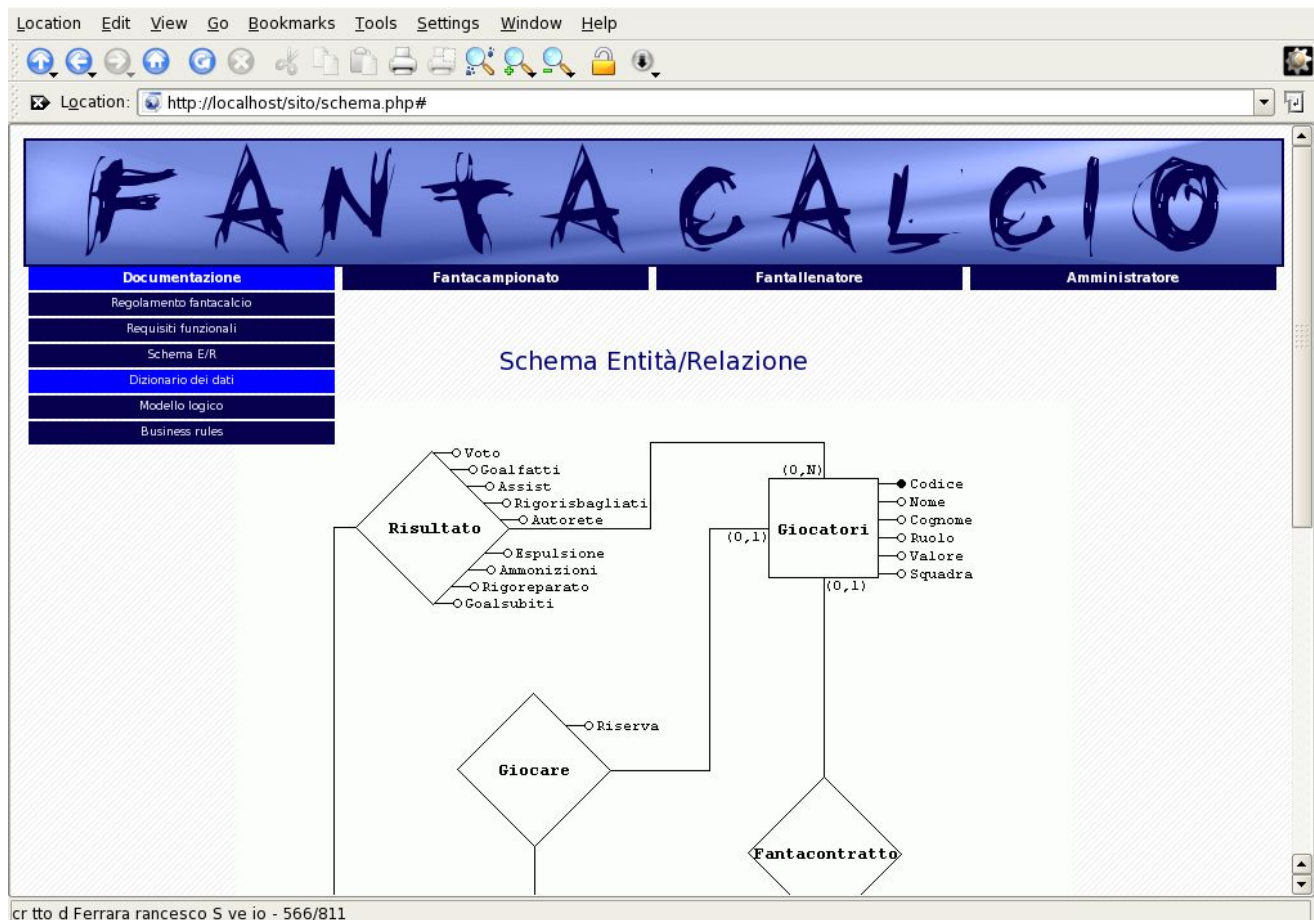 Location Edit View Go Bookmarks Tools Settings Window Help
Location: http://localhost/sito/schema.php#
FANTACALCIO
Documentazione Fantacampionato Fantallenatore Amministratore
Regolamento fantacalcio
Requisiti funzionali
Schema E/R
Dizionario dei dati
Modello logico
Business rules
Schema Entità/Relazione
Voto
Goalfatti
Assist
Rigorisbagliati
Autorete
Risultato
Espulsione
Ammonizioni
Rigoreparato
Goalsubiti
(0,N)
(0,1)
Giocatori
(0,1)
Codice
Nome
Cognome
Ruolo
Valore
Squadra
Riserva
Giocare
Fantacontratto
cr tto d Ferrara rancesco S ve io - 566/811